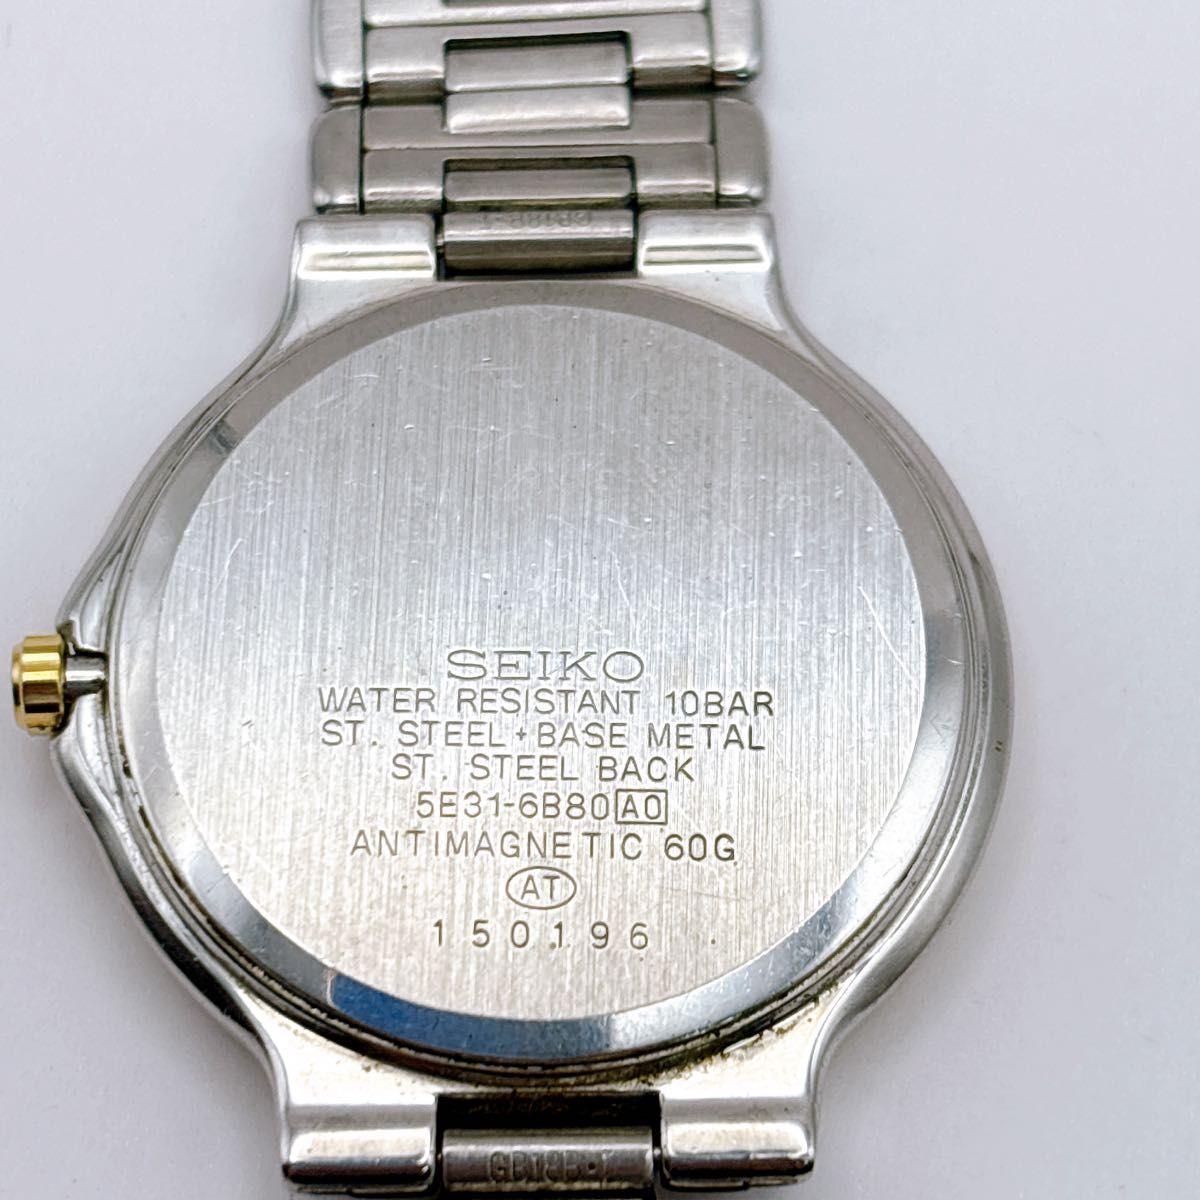 SEIKO
WATER RESISTANT 10BAR
ST. STEEL + BASE METAL
ST. STEEL BACK
5E31-6B80 A0
ANTIMAGNETIC 60G
AT
150196